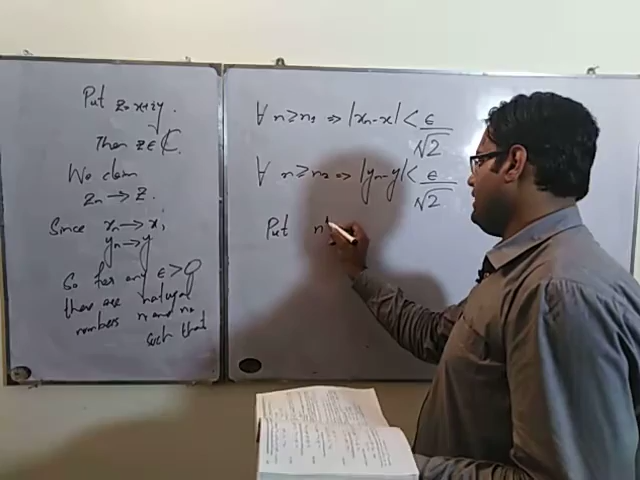 Put z = x+iy.
Then z ∈ ℂ.
We claim
zn → z.
Since xn → x,
yn → y
So for any ε > 0
there are natural
numbers n1 and n2
such that
∀ n ≥ n1 ⇒ |xn - x| < ε/√2
∀ n ≥ n2 ⇒ |yn - y| < ε/√2
Put n